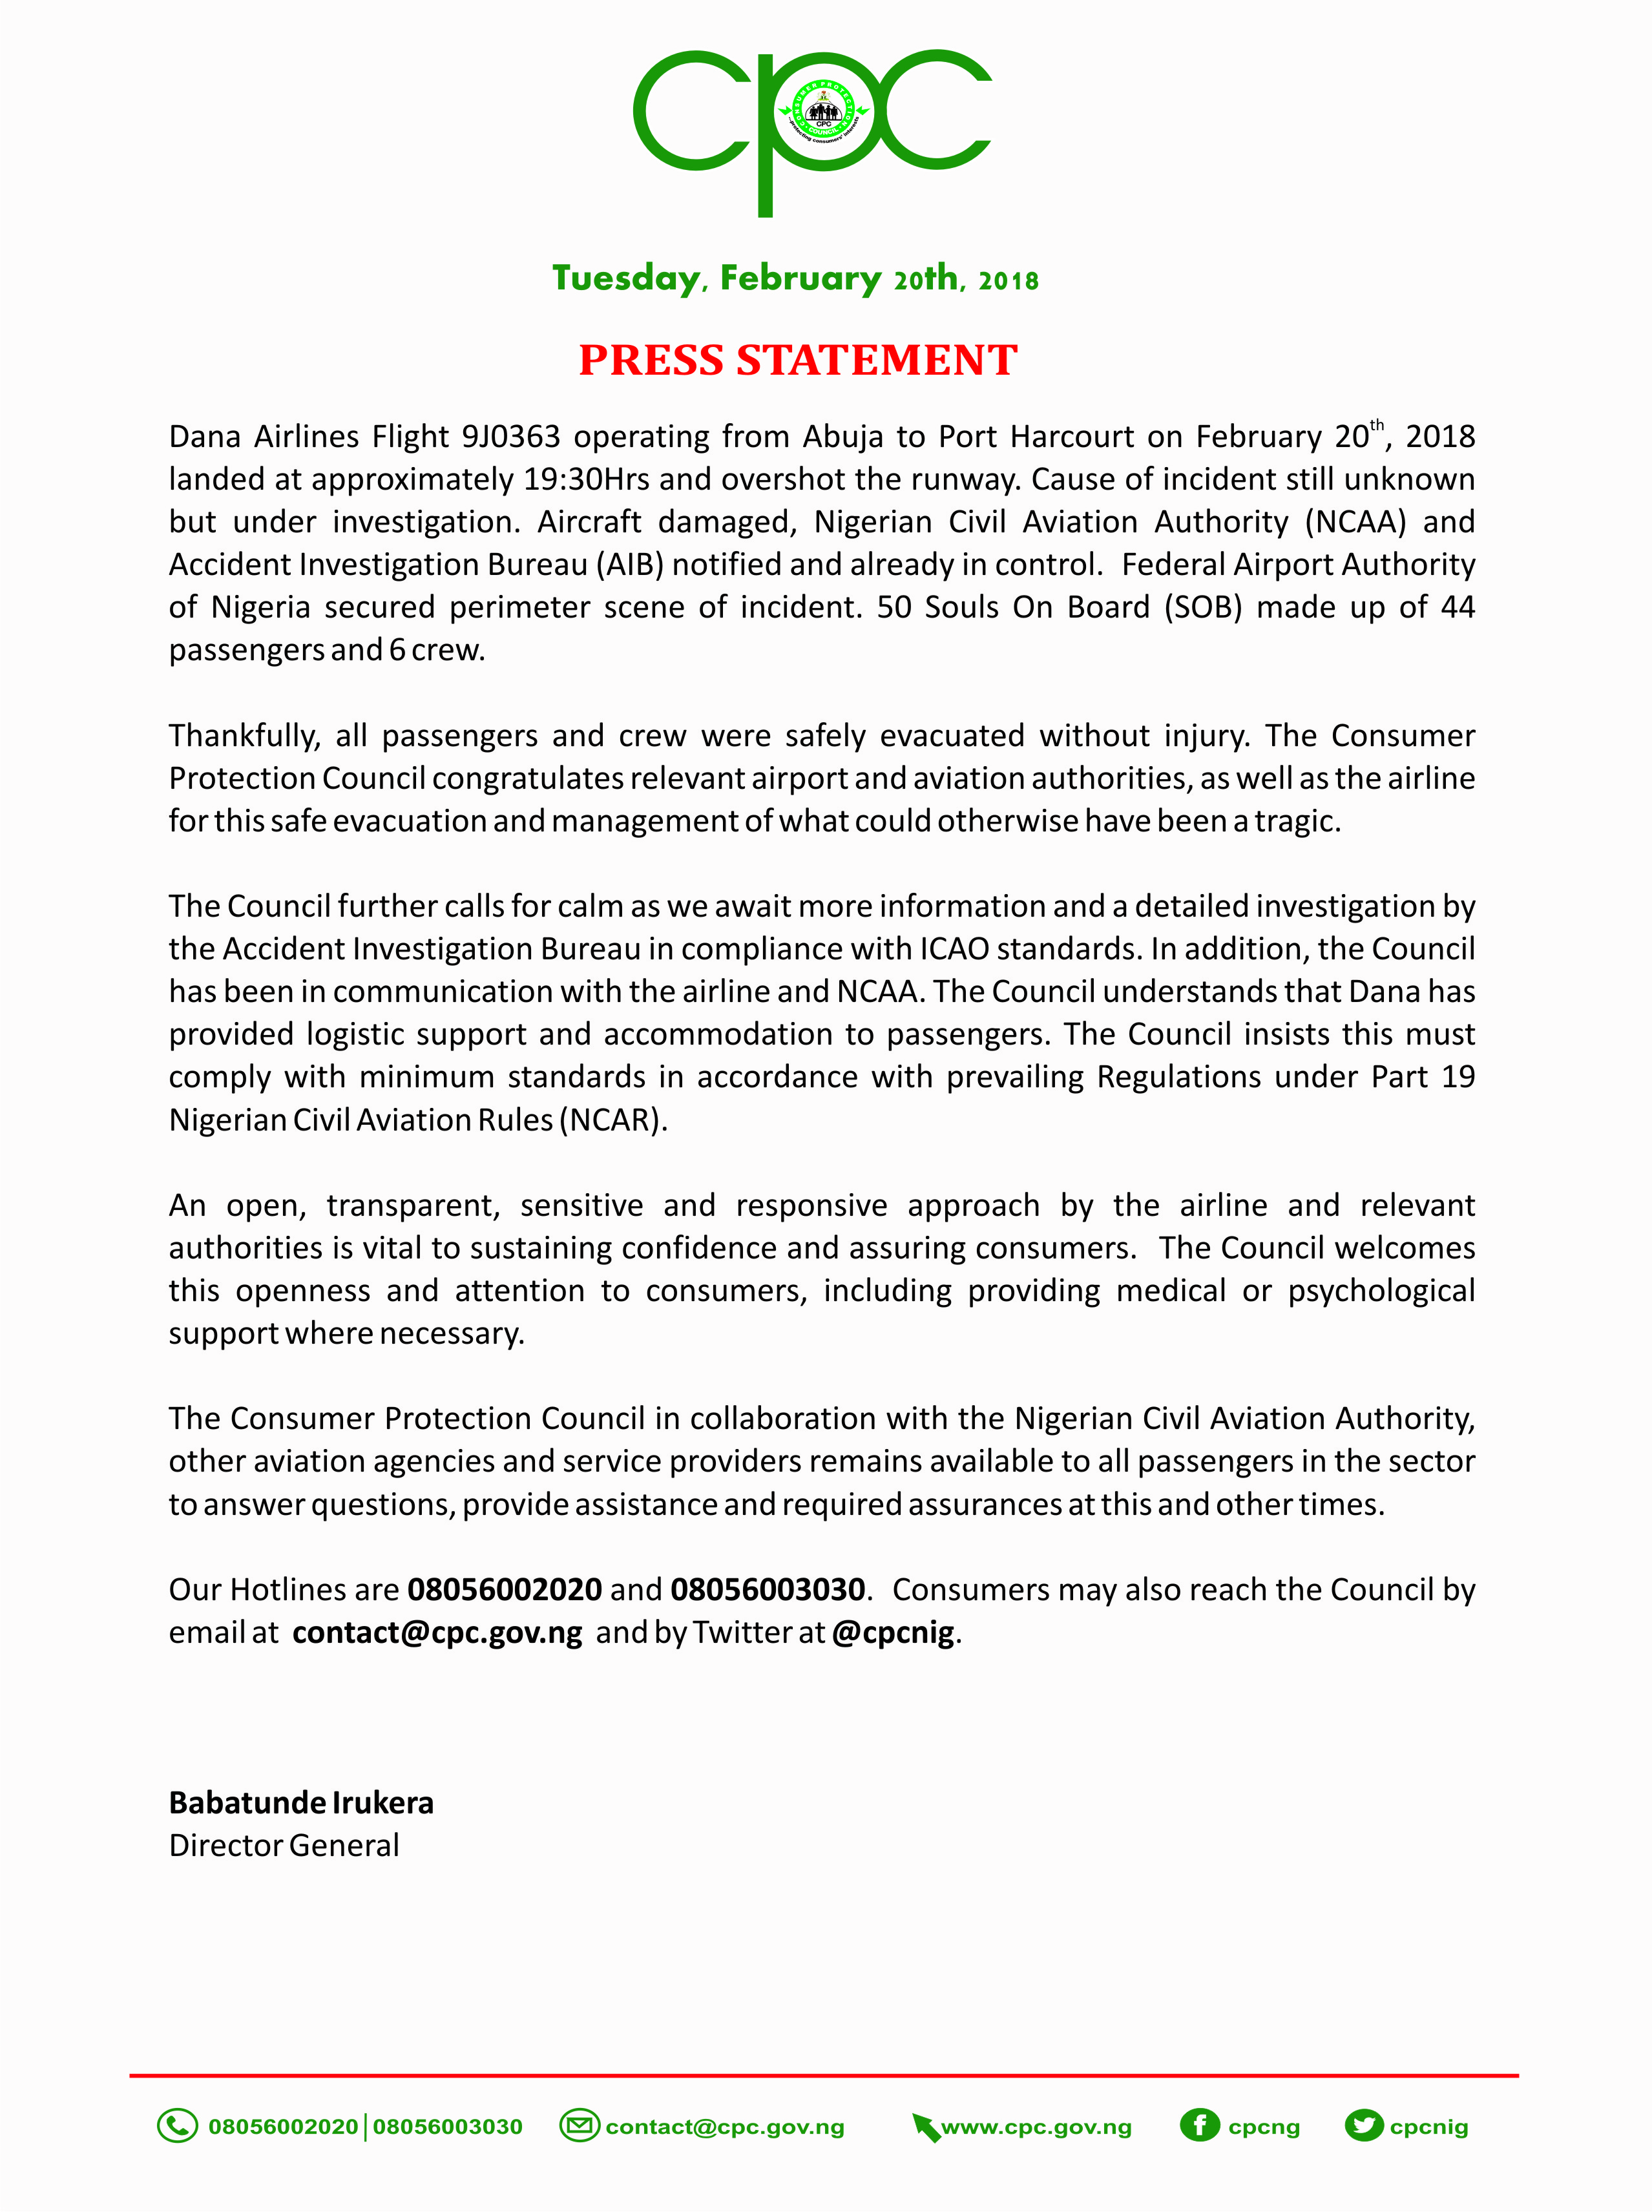 cpc
CONSUMER PROTECTION
CPC
COUNCIL
...protecting consumers' interests
Tuesday, February 20th, 2018
PRESS STATEMENT
Dana Airlines Flight 9J0363 operating from Abuja to Port Harcourt on February 20th, 2018
landed at approximately 19:30Hrs and overshot the runway. Cause of incident still unknown
but under investigation. Aircraft damaged, Nigerian Civil Aviation Authority (NCAA) and
Accident Investigation Bureau (AIB) notified and already in control. Federal Airport Authority
of Nigeria secured perimeter scene of incident. 50 Souls On Board (SOB) made up of 44
passengers and 6 crew.
Thankfully, all passengers and crew were safely evacuated without injury. The Consumer
Protection Council congratulates relevant airport and aviation authorities, as well as the airline
for this safe evacuation and management of what could otherwise have been a tragic.
The Council further calls for calm as we await more information and a detailed investigation by
the Accident Investigation Bureau in compliance with ICAO standards. In addition, the Council
has been in communication with the airline and NCAA. The Council understands that Dana has
provided logistic support and accommodation to passengers. The Council insists this must
comply with minimum standards in accordance with prevailing Regulations under Part 19
Nigerian Civil Aviation Rules (NCAR).
An open, transparent, sensitive and responsive approach by the airline and relevant
authorities is vital to sustaining confidence and assuring consumers. The Council welcomes
this openness and attention to consumers, including providing medical or psychological
support where necessary.
The Consumer Protection Council in collaboration with the Nigerian Civil Aviation Authority,
other aviation agencies and service providers remains available to all passengers in the sector
to answer questions, provide assistance and required assurances at this and other times.
Our Hotlines are 08056002020 and 08056003030. Consumers may also reach the Council by
email at contact@cpc.gov.ng and by Twitter at @cpcnig.
Babatunde Irukera
Director General
08056002020|08056003030 contact@cpc.gov.ng www.cpc.gov.ng cpcng cpcnig